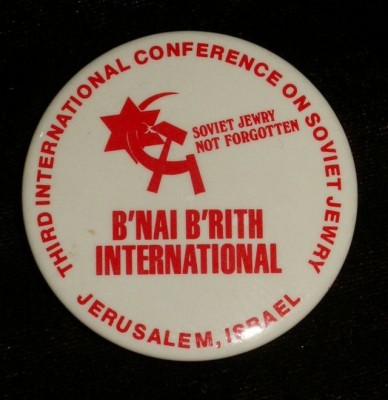 THIRD INTERNATIONAL CONFERENCE ON SOVIET JEWRY
SOVIET JEWRY
NOT FORGOTTEN
B'NAI B'RITH
INTERNATIONAL
JERUSALEM, ISRAEL